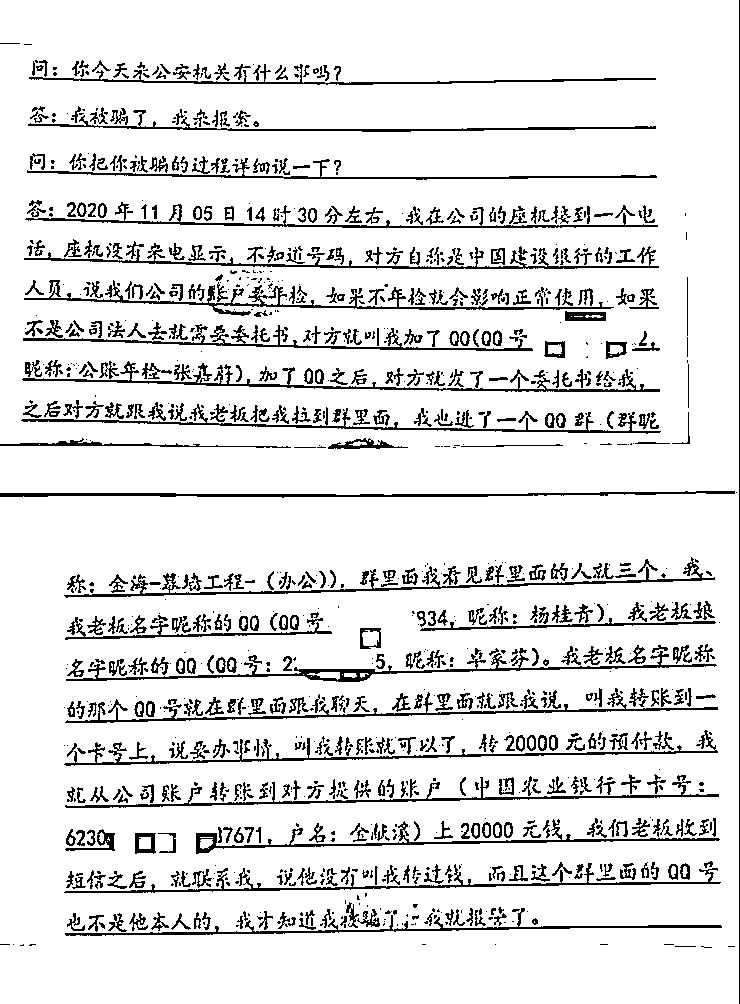 问：你今天来公安机关有什么事吗？
答：我被骗了，我来报案。
问：你把你被骗的过程详细说一下？
答：2020 年 11 月 05 日 14 时 30 分左右，我在公司的座机接到一个电
话，座机没有来电显示，不知道号码，对方自称是中国建设银行的工作
人员，说我们公司的账户要年检，如果不年检就会影响正常使用，如果
不是公司法人去就需要委托书，对方就叫我加了 QQ(QQ 号 2，
昵称：公账年检-张嘉)，加了 QQ 之后，对方就发了一个委托书给我，
之后对方就跟我说我老板把我拉到群里面，我也进了一个 QQ 群（群昵
称：金海-幕墙工程-（办公）），群里面我看见群里面的人就三个，我、
我老板名字昵称的 QQ（QQ 号 934，昵称：杨桂青），我老板娘
名字昵称的 QQ（QQ 号：2 5，昵称：卓家芬）。我老板名字昵称
的那个 QQ 号就在群里面跟我聊天，在群里面就跟我说，叫我转账到一
个卡号上，说要办事情，叫我转账就可以了，转 20000 元的预付款，我
就从公司账户转账到对方提供的账户（中国农业银行卡卡号：
6230 7671，户名：金献溪）上 20000 元钱，我们老板收到
短信之后，就联系我，说他没有叫我转过钱，而且这个群里面的 QQ 号
也不是他本人的，我才知道我被骗了，我就报警了。